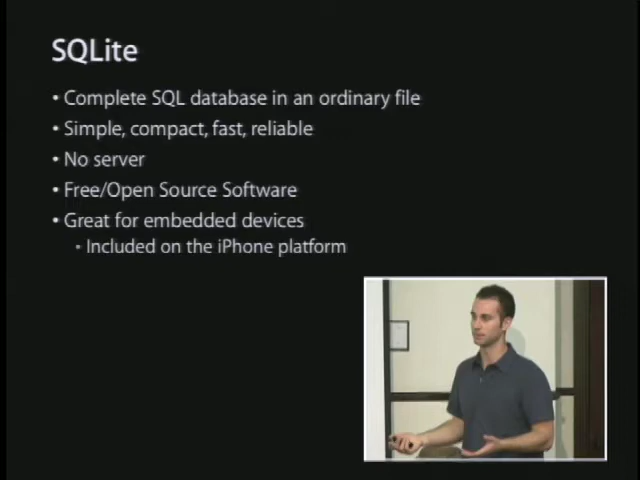 SQLite
• Complete SQL database in an ordinary file
• Simple, compact, fast, reliable
• No server
• Free/Open Source Software
• Great for embedded devices
• Included on the iPhone platform